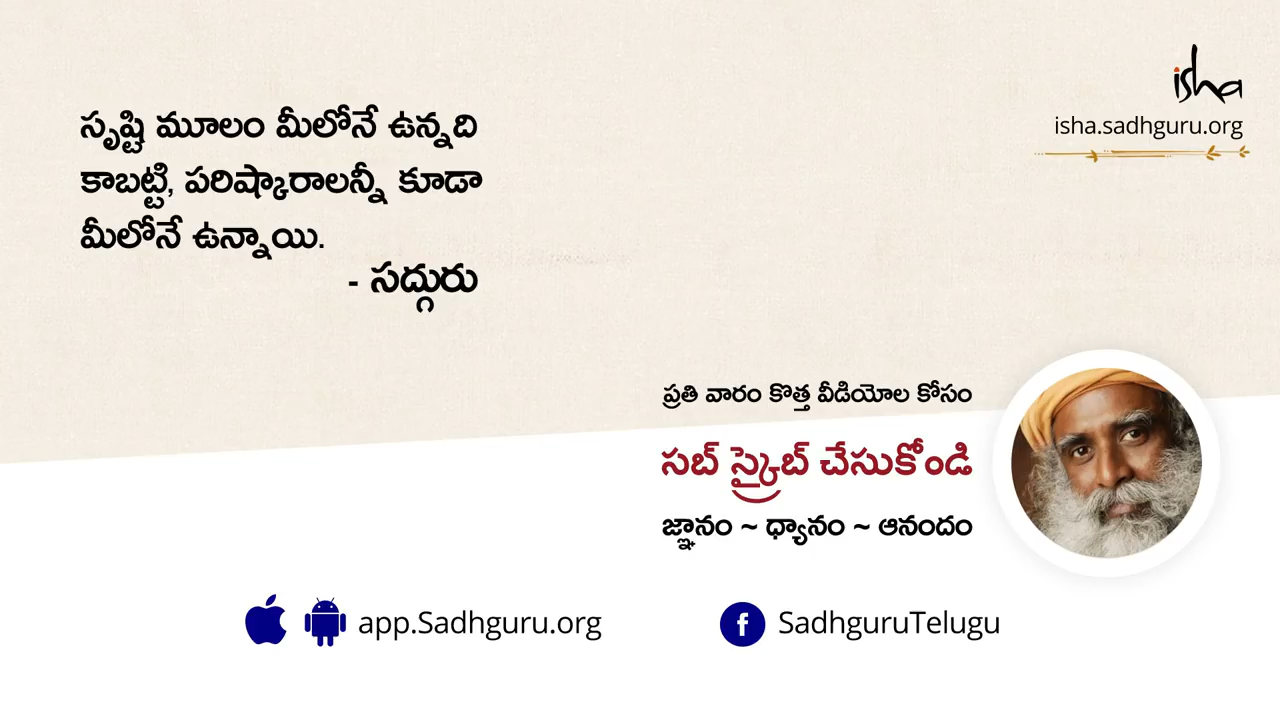 సృష్టి మూలం మీలోనే ఉన్నది
కాబట్టి, పరిష్కారాలన్నీ కూడా
మీలోనే ఉన్నాయి.
- సద్గురు
isha
isha.sadhguru.org
ప్రతి వారం కొత్త వీడియోల కోసం
సబ్ స్క్రైబ్ చేసుకోండి
జ్ఞానం ~ ధ్యానం ~ ఆనందం
app.Sadhguru.org
SadhguruTelugu